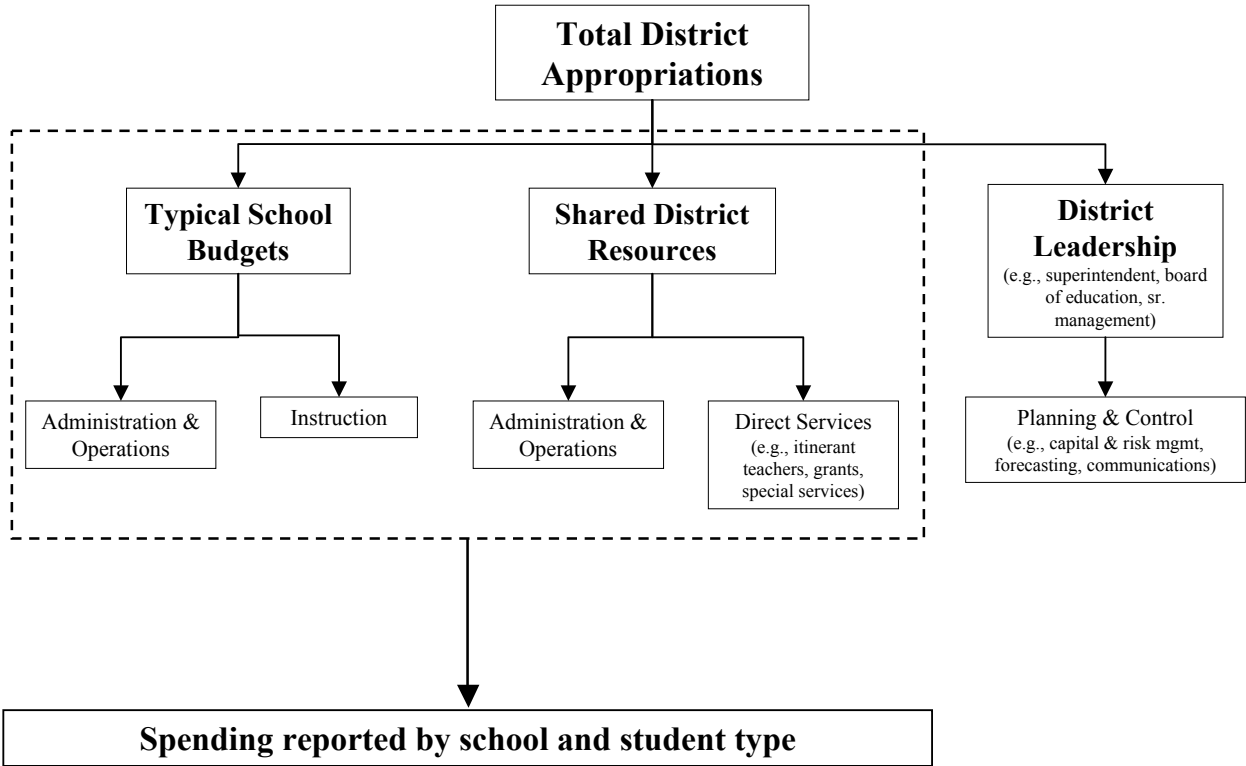 Total District
Appropriations
Typical School
Budgets
Shared District
Resources
District
Leadership
(e.g., superintendent, board
of education, sr.
management)
Administration &
Operations
Instruction
Administration &
Operations
Direct Services
(e.g., itinerant
teachers, grants,
special services)
Planning & Control
(e.g., capital & risk mgmt,
forecasting, communications)
Spending reported by school and student type